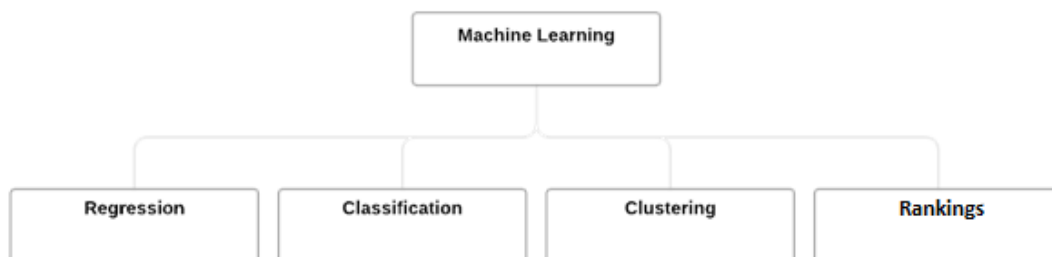 Machine Learning
Regression
Classification
Clustering
Rankings